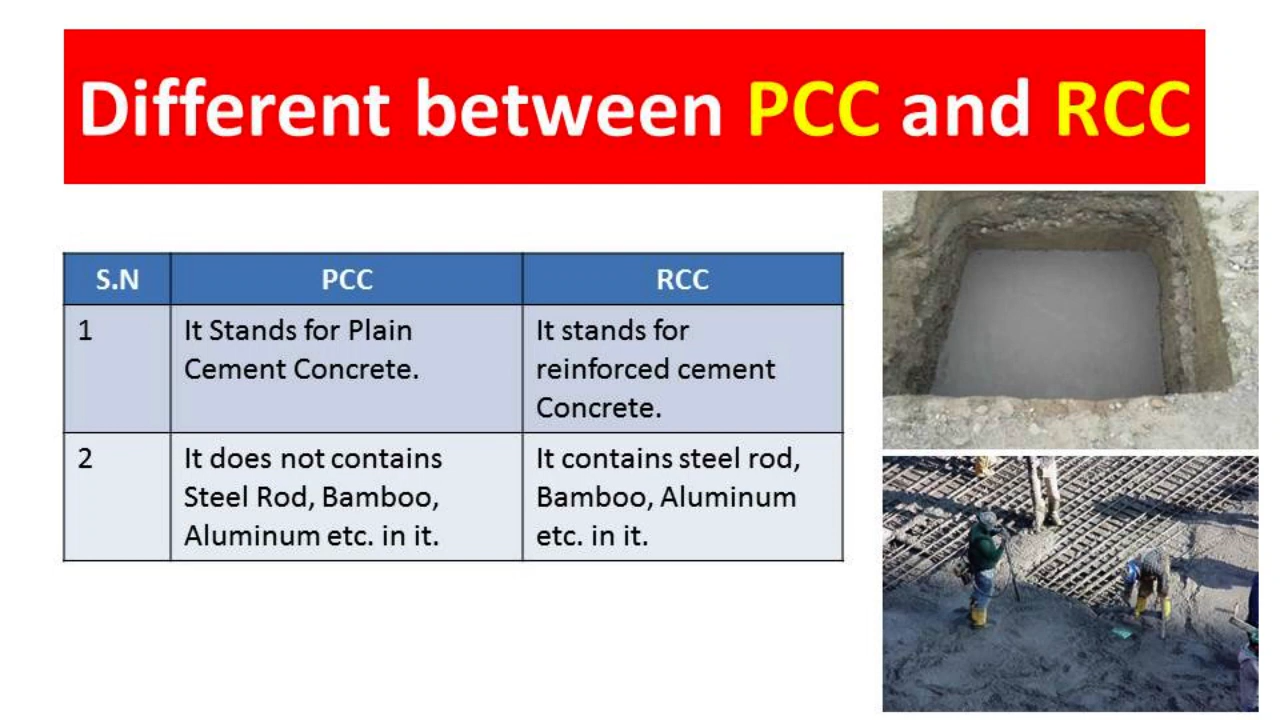 Different between PCC and RCC
S.N PCC RCC
1 It Stands for Plain It stands for
Cement Concrete. reinforced cement
Concrete.
2 It does not contains It contains steel rod,
Steel Rod, Bamboo, Bamboo, Aluminum
Aluminum etc. in it. etc. in it.